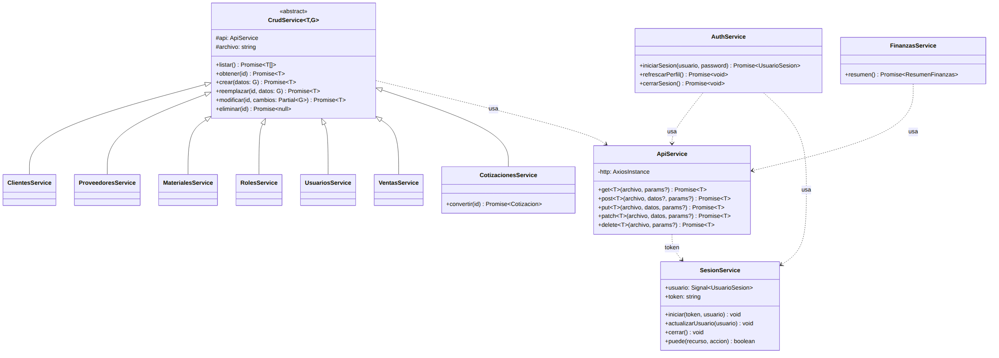 «abstract»
CrudService<T,G>
#api: ApiService
#archivo: string
+listar() : Promise<T[]>
+obtener(id) : Promise<T>
+crear(datos: G) : Promise<T>
+reemplazar(id, datos: G) : Promise<T>
+modificar(id, cambios: Partial<G>) : Promise<T>
+eliminar(id) : Promise<null>
AuthService
+iniciarSesion(usuario, password) : Promise<UsuarioSesion>
+refrescarPerfil() : Promise<void>
+cerrarSesion() : Promise<void>
FinanzasService
+resumen() : Promise<ResumenFinanzas>
usa
usa
usa
usa
ClientesService
ProveedoresService
MaterialesService
RolesService
UsuariosService
VentasService
CotizacionesService
+convertir(id) : Promise<Cotizacion>
ApiService
-http: AxiosInstance
+get<T>(archivo, params?) : Promise<T>
+post<T>(archivo, datos?, params?) : Promise<T>
+put<T>(archivo, datos, params?) : Promise<T>
+patch<T>(archivo, datos, params?) : Promise<T>
+delete<T>(archivo, params?) : Promise<T>
token
SesionService
+usuario: Signal<UsuarioSesion>
+token: string
+iniciar(token, usuario) : void
+actualizarUsuario(usuario) : void
+cerrar() : void
+puede(recurso, accion) : boolean